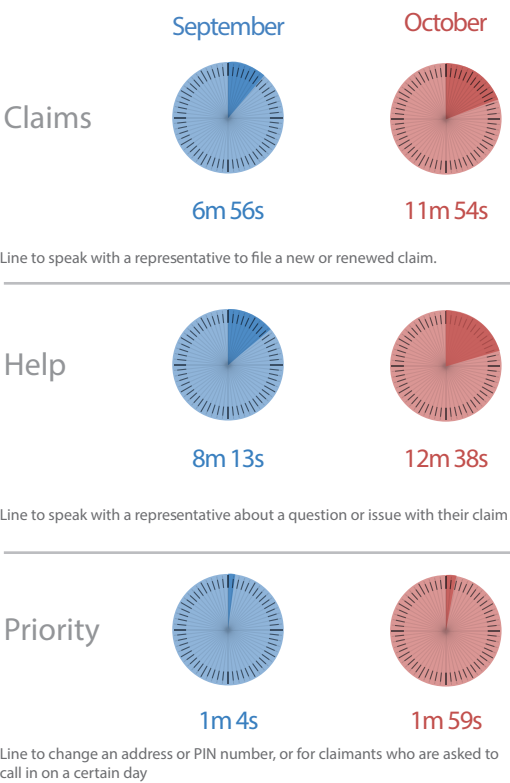 September October
Claims
6m 56s 11m 54s
Line to speak with a representative to file a new or renewed claim.
Help
8m 13s 12m 38s
Line to speak with a representative about a question or issue with their claim
Priority
1m 4s 1m 59s
Line to change an address or PIN number, or for claimants who are asked to
call in on a certain day